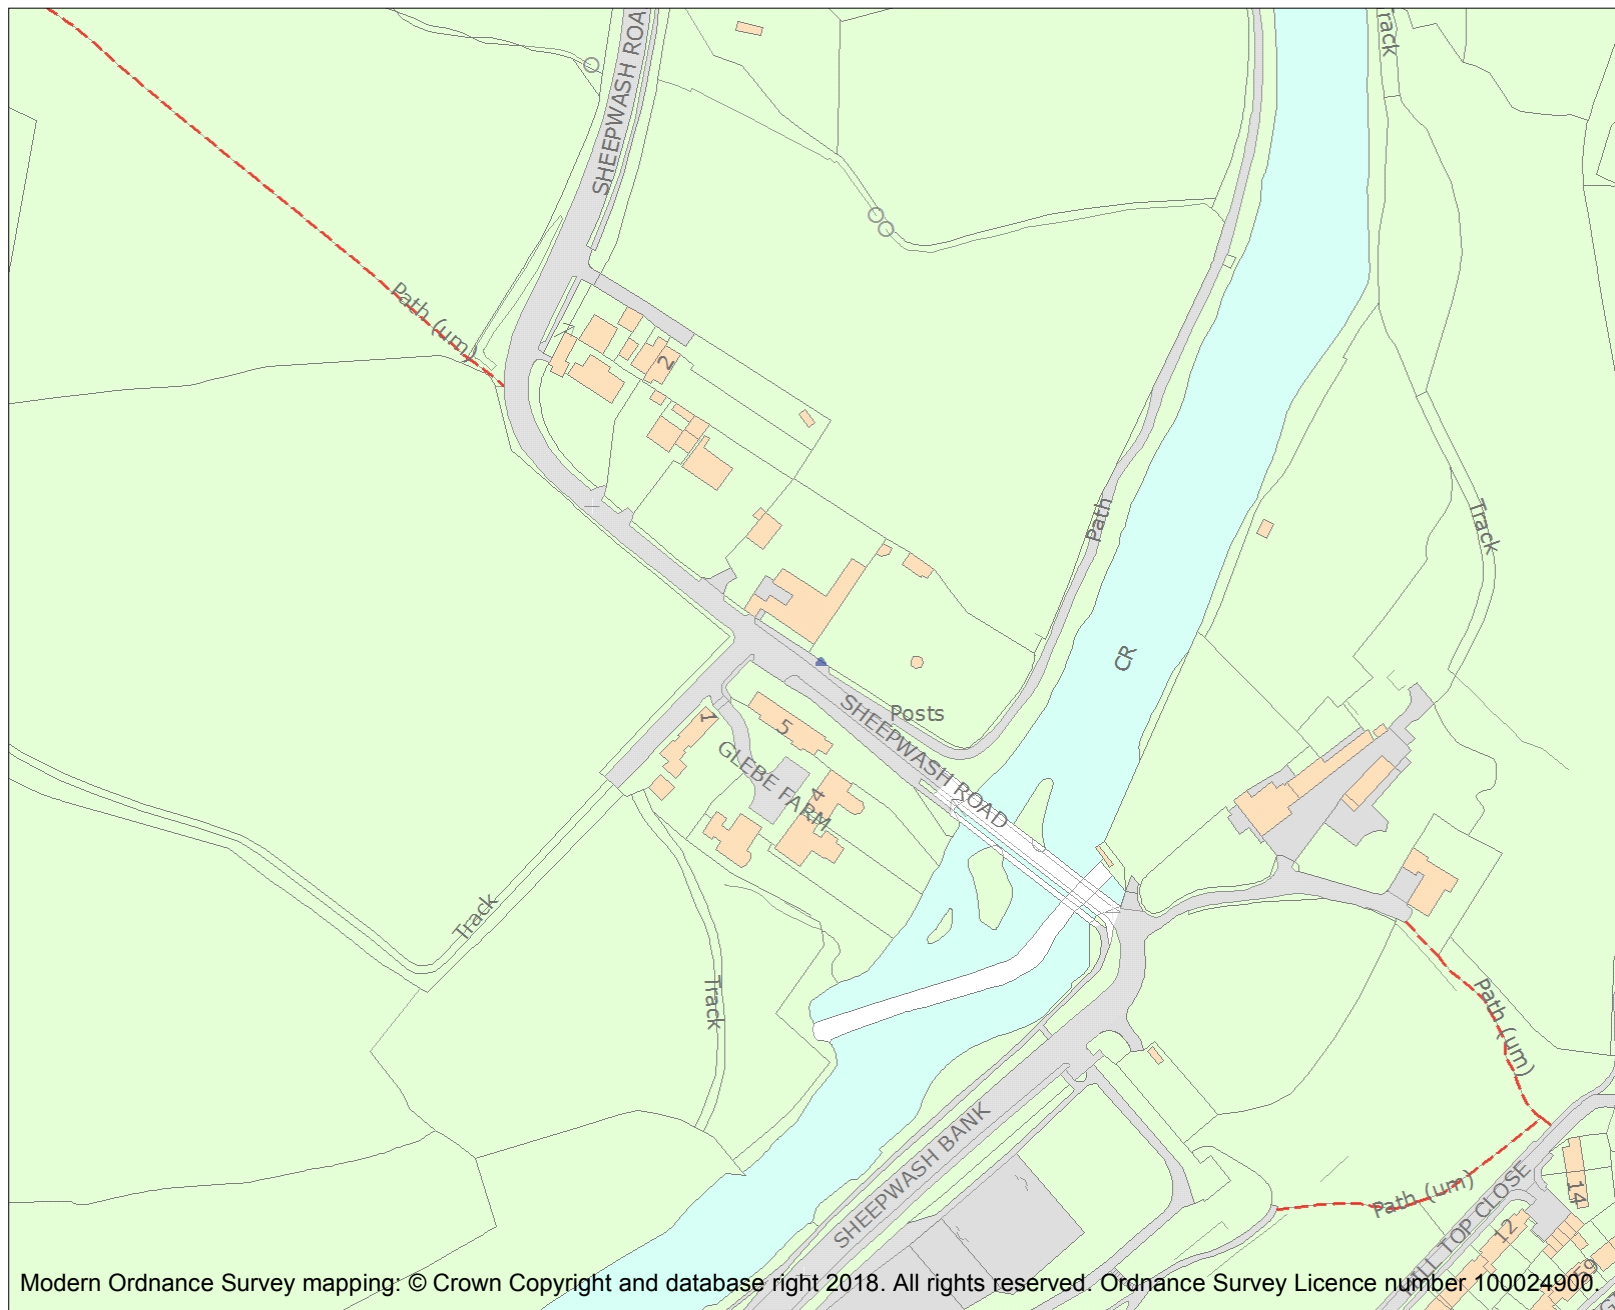 SHEEPWASH ROA
Track
Path (um)
7
2
Path
Track
CR
Posts
SHEEPWASH ROAD
1
5
GLEBE FARM
4
Track
Track
Path (um)
SHEEPWASH BANK
Path (um)
14
12
59
Modern Ordnance Survey mapping: © Crown Copyright and database right 2018. All rights reserved. Ordnance Survey Licence number 100024900.
TOP CLOSE